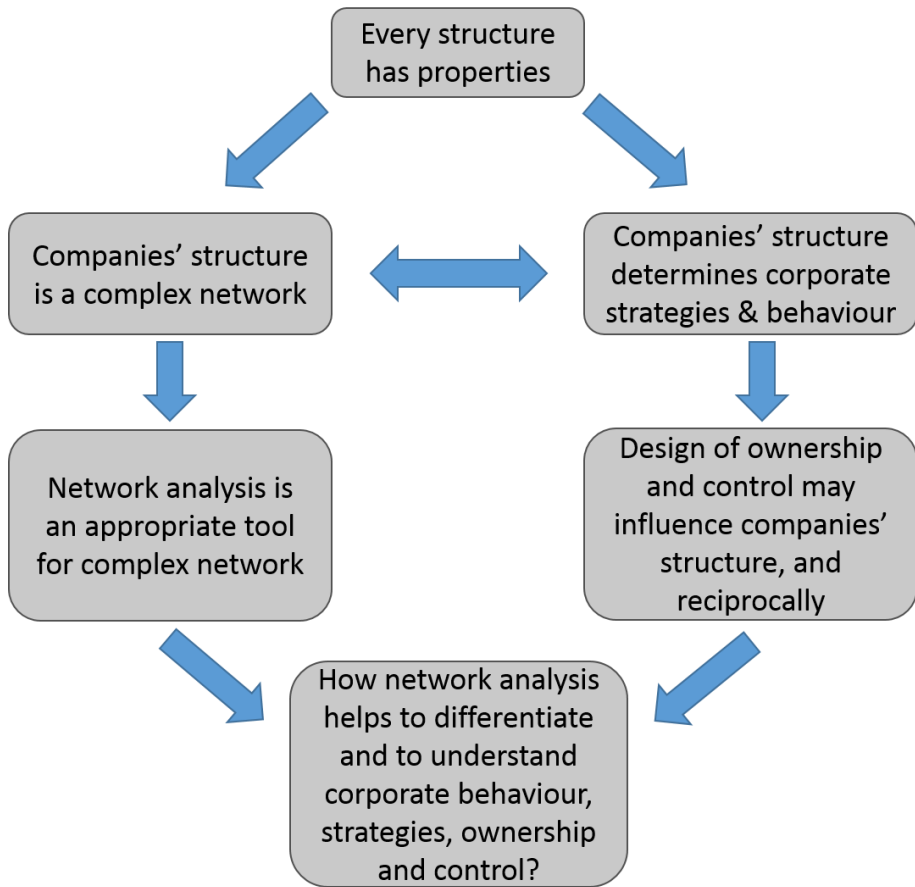 Every structure
has properties
Companies’ structure
is a complex network
Companies’ structure
determines corporate
strategies & behaviour
Network analysis is
an appropriate tool
for complex network
Design of ownership
and control may
influence companies’
structure, and
reciprocally
How network analysis
helps to differentiate
and to understand
corporate behaviour,
strategies, ownership
and control?